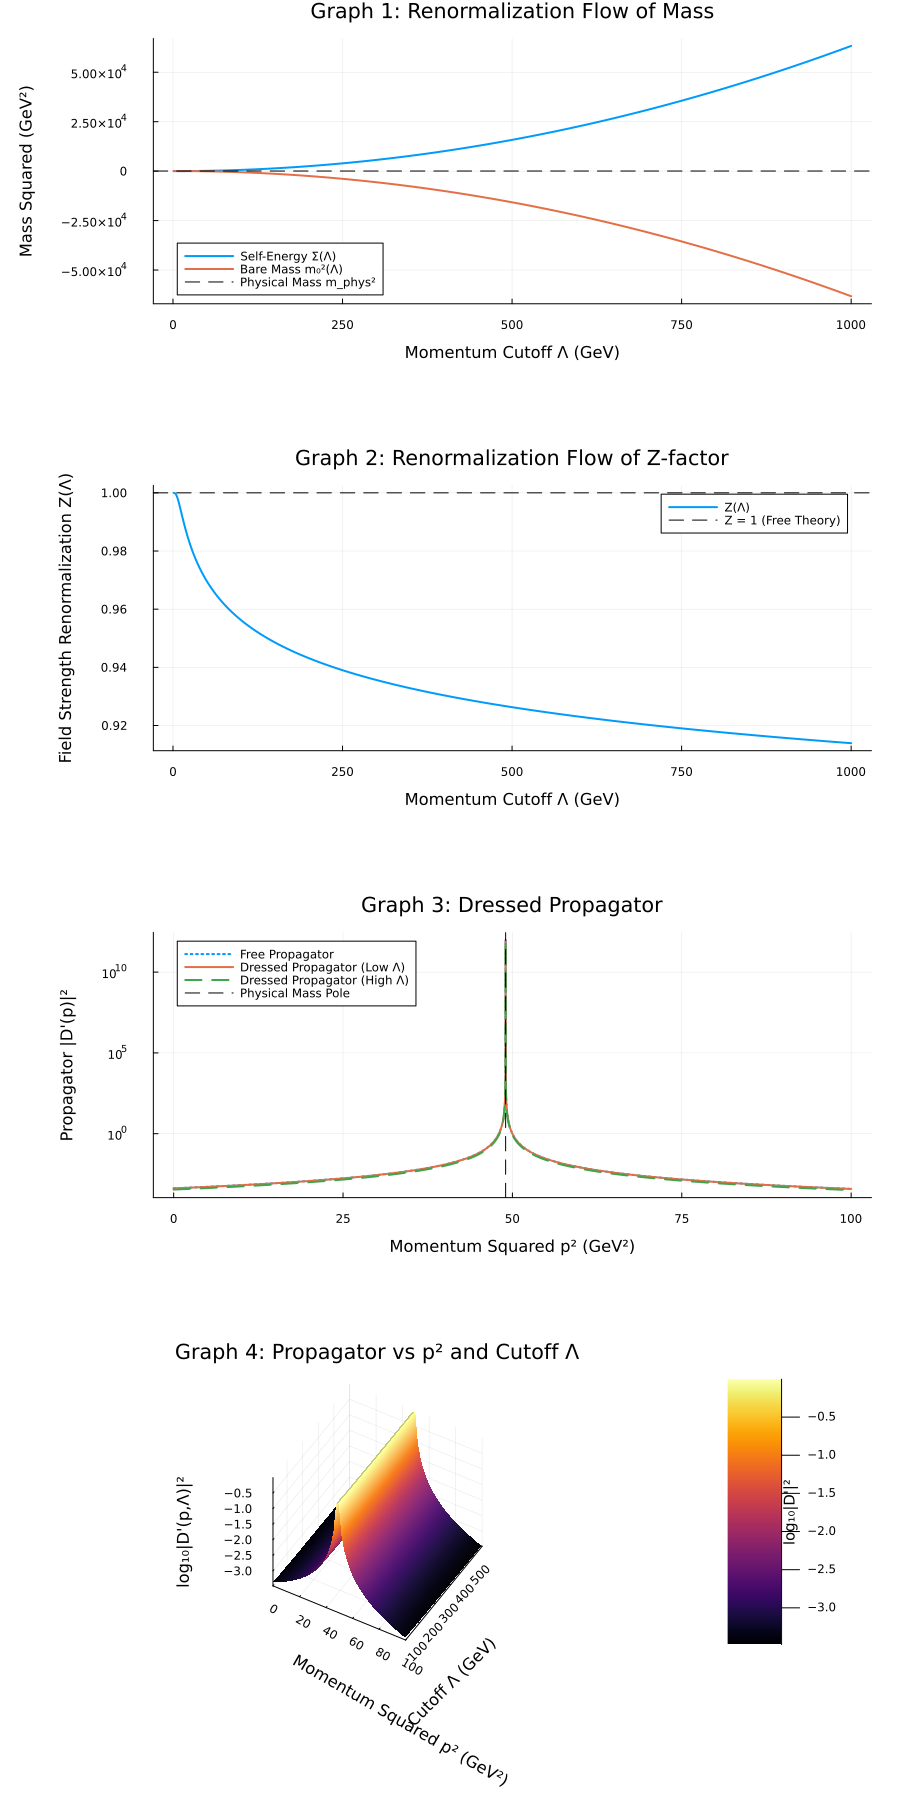 Graph 1: Renormalization Flow of Mass
Mass Squared (GeV²)
5.00×10⁴
2.50×10⁴
0
−2.50×10⁴
−5.00×10⁴
Self-Energy Σ(Λ)
Bare Mass m₀²(Λ)
Physical Mass m_phys²
0 250 500 750 1000
Momentum Cutoff Λ (GeV)
Graph 2: Renormalization Flow of Z-factor
Field Strength Renormalization Z(Λ)
1.00
0.98
0.96
0.94
0.92
Z(Λ)
Z = 1 (Free Theory)
0 250 500 750 1000
Momentum Cutoff Λ (GeV)
Graph 3: Dressed Propagator
Propagator |D'(p)|²
10¹⁰
10⁵
10⁰
Free Propagator
Dressed Propagator (Low Λ)
Dressed Propagator (High Λ)
Physical Mass Pole
0 25 50 75 100
Momentum Squared p² (GeV²)
Graph 4: Propagator vs p² and Cutoff Λ
log₁₀|D'(p,Λ)|²
−0.5
−1.0
−1.5
−2.0
−2.5
−3.0
0 20 40 60 80 100
Momentum Squared p² (GeV²)
100 200 300 400 500
Cutoff Λ (GeV)
−0.5
−1.0
−1.5
−2.0
−2.5
−3.0
log₁₀|D'|²